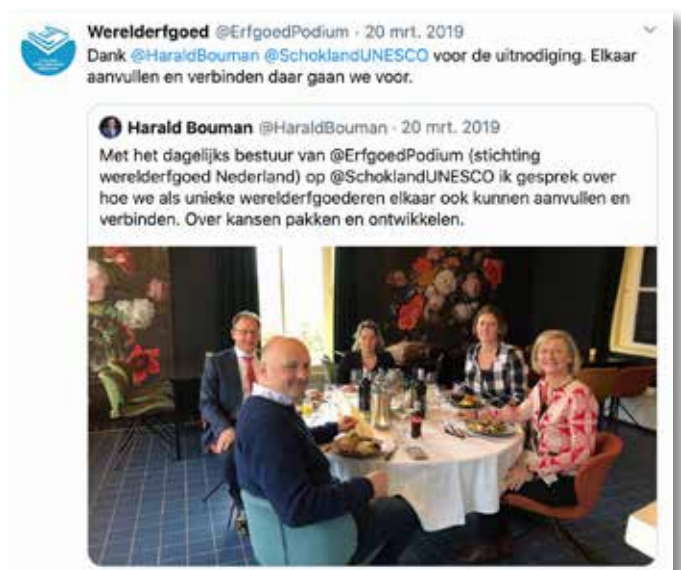 Werelderfgoed @ErfgoedPodium · 20 mrt. 2019
Dank @HaraldBouman @SchoklandUNESCO voor de uitnodiging. Elkaar
aanvullen en verbinden daar gaan we voor.
Harald Bouman @HaraldBouman · 20 mrt. 2019
Met het dagelijks bestuur van @ErfgoedPodium (stichting
werelderfgoed Nederland) op @SchoklandUNESCO ik gesprek over
hoe we als unieke werelderfgoederen elkaar ook kunnen aanvullen en
verbinden. Over kansen pakken en ontwikkelen.